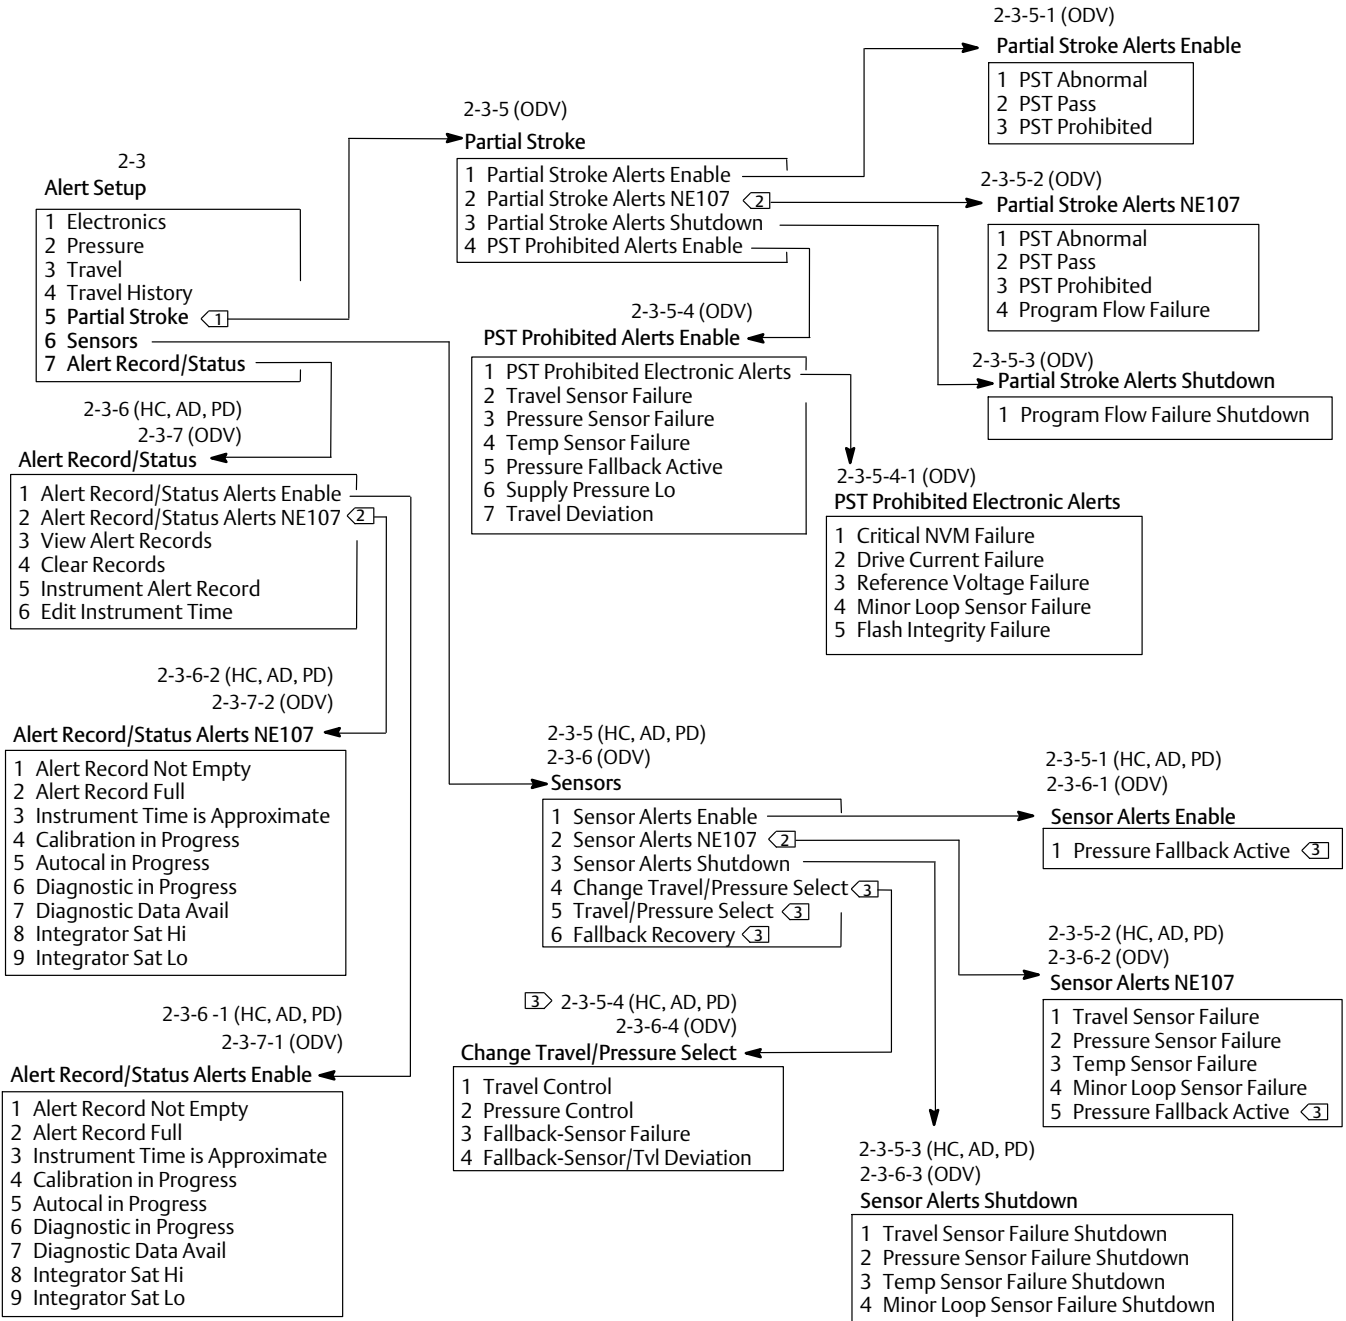 2-3
Alert Setup
1 Electronics
2 Pressure
3 Travel
4 Travel History
5 Partial Stroke 1
6 Sensors
7 Alert Record/Status
2-3-6 (HC, AD, PD)
2-3-7 (ODV)
Alert Record/Status
1 Alert Record/Status Alerts Enable
2 Alert Record/Status Alerts NE107 2
3 View Alert Records
4 Clear Records
5 Instrument Alert Record
6 Edit Instrument Time
2-3-6-2 (HC, AD, PD)
2-3-7-2 (ODV)
Alert Record/Status Alerts NE107
1 Alert Record Not Empty
2 Alert Record Full
3 Instrument Time is Approximate
4 Calibration in Progress
5 Autocal in Progress
6 Diagnostic in Progress
7 Diagnostic Data Avail
8 Integrator Sat Hi
9 Integrator Sat Lo
2-3-6 -1 (HC, AD, PD)
2-3-7-1 (ODV)
Alert Record/Status Alerts Enable
1 Alert Record Not Empty
2 Alert Record Full
3 Instrument Time is Approximate
4 Calibration in Progress
5 Autocal in Progress
6 Diagnostic in Progress
7 Diagnostic Data Avail
8 Integrator Sat Hi
9 Integrator Sat Lo
2-3-5 (ODV)
Partial Stroke
1 Partial Stroke Alerts Enable
2 Partial Stroke Alerts NE107 2
3 Partial Stroke Alerts Shutdown
4 PST Prohibited Alerts Enable
2-3-5-4 (ODV)
PST Prohibited Alerts Enable
1 PST Prohibited Electronic Alerts
2 Travel Sensor Failure
3 Pressure Sensor Failure
4 Temp Sensor Failure
5 Pressure Fallback Active
6 Supply Pressure Lo
7 Travel Deviation
2-3-5-1 (ODV)
Partial Stroke Alerts Enable
1 PST Abnormal
2 PST Pass
3 PST Prohibited
2-3-5-2 (ODV)
Partial Stroke Alerts NE107
1 PST Abnormal
2 PST Pass
3 PST Prohibited
4 Program Flow Failure
2-3-5-3 (ODV)
Partial Stroke Alerts Shutdown
1 Program Flow Failure Shutdown
2-3-5-4-1 (ODV)
PST Prohibited Electronic Alerts
1 Critical NVM Failure
2 Drive Current Failure
3 Reference Voltage Failure
4 Minor Loop Sensor Failure
5 Flash Integrity Failure
2-3-5 (HC, AD, PD)
2-3-6 (ODV)
Sensors
1 Sensor Alerts Enable
2 Sensor Alerts NE107 2
3 Sensor Alerts Shutdown
4 Change Travel/Pressure Select 3
5 Travel/Pressure Select 3
6 Fallback Recovery 3
3 2-3-5-4 (HC, AD, PD)
2-3-6-4 (ODV)
Change Travel/Pressure Select
1 Travel Control
2 Pressure Control
3 Fallback-Sensor Failure
4 Fallback-Sensor/Tvl Deviation
2-3-5-1 (HC, AD, PD)
2-3-6-1 (ODV)
Sensor Alerts Enable
1 Pressure Fallback Active 3
2-3-5-2 (HC, AD, PD)
2-3-6-2 (ODV)
Sensor Alerts NE107
1 Travel Sensor Failure
2 Pressure Sensor Failure
3 Temp Sensor Failure
4 Minor Loop Sensor Failure
5 Pressure Fallback Active 3
2-3-5-3 (HC, AD, PD)
2-3-6-3 (ODV)
Sensor Alerts Shutdown
1 Travel Sensor Failure Shutdown
2 Pressure Sensor Failure Shutdown
3 Temp Sensor Failure Shutdown
4 Minor Loop Sensor Failure Shutdown